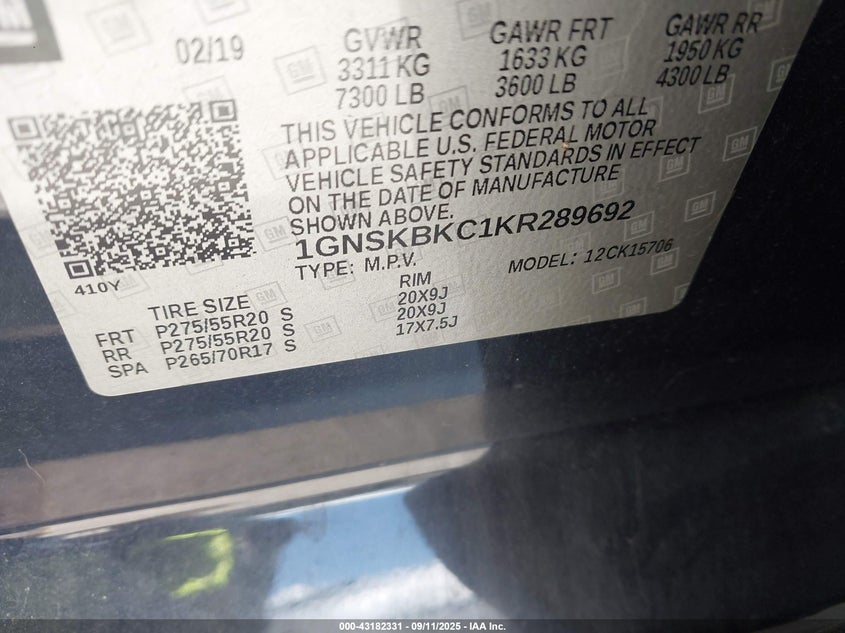 GM
02/19 GVWR GAWR FRT GAWR RR
3311 KG 1633 KG 1950 KG
7300 LB 3600 LB 4300 LB
THIS VEHICLE CONFORMS TO ALL
APPLICABLE U.S. FEDERAL MOTOR
VEHICLE SAFETY STANDARDS IN EFFECT
ON THE DATE OF MANUFACTURE
SHOWN ABOVE.
1GNSKBKC1KR289692
TYPE: M.P.V. MODEL: 12CK15706
410Y
TIRE SIZE RIM
FRT P275/55R20 S 20X9J
RR P275/55R20 S 20X9J
SPA P265/70R17 S 17X7.5J
000-43182331 - 09/11/2025 - IAA Inc.